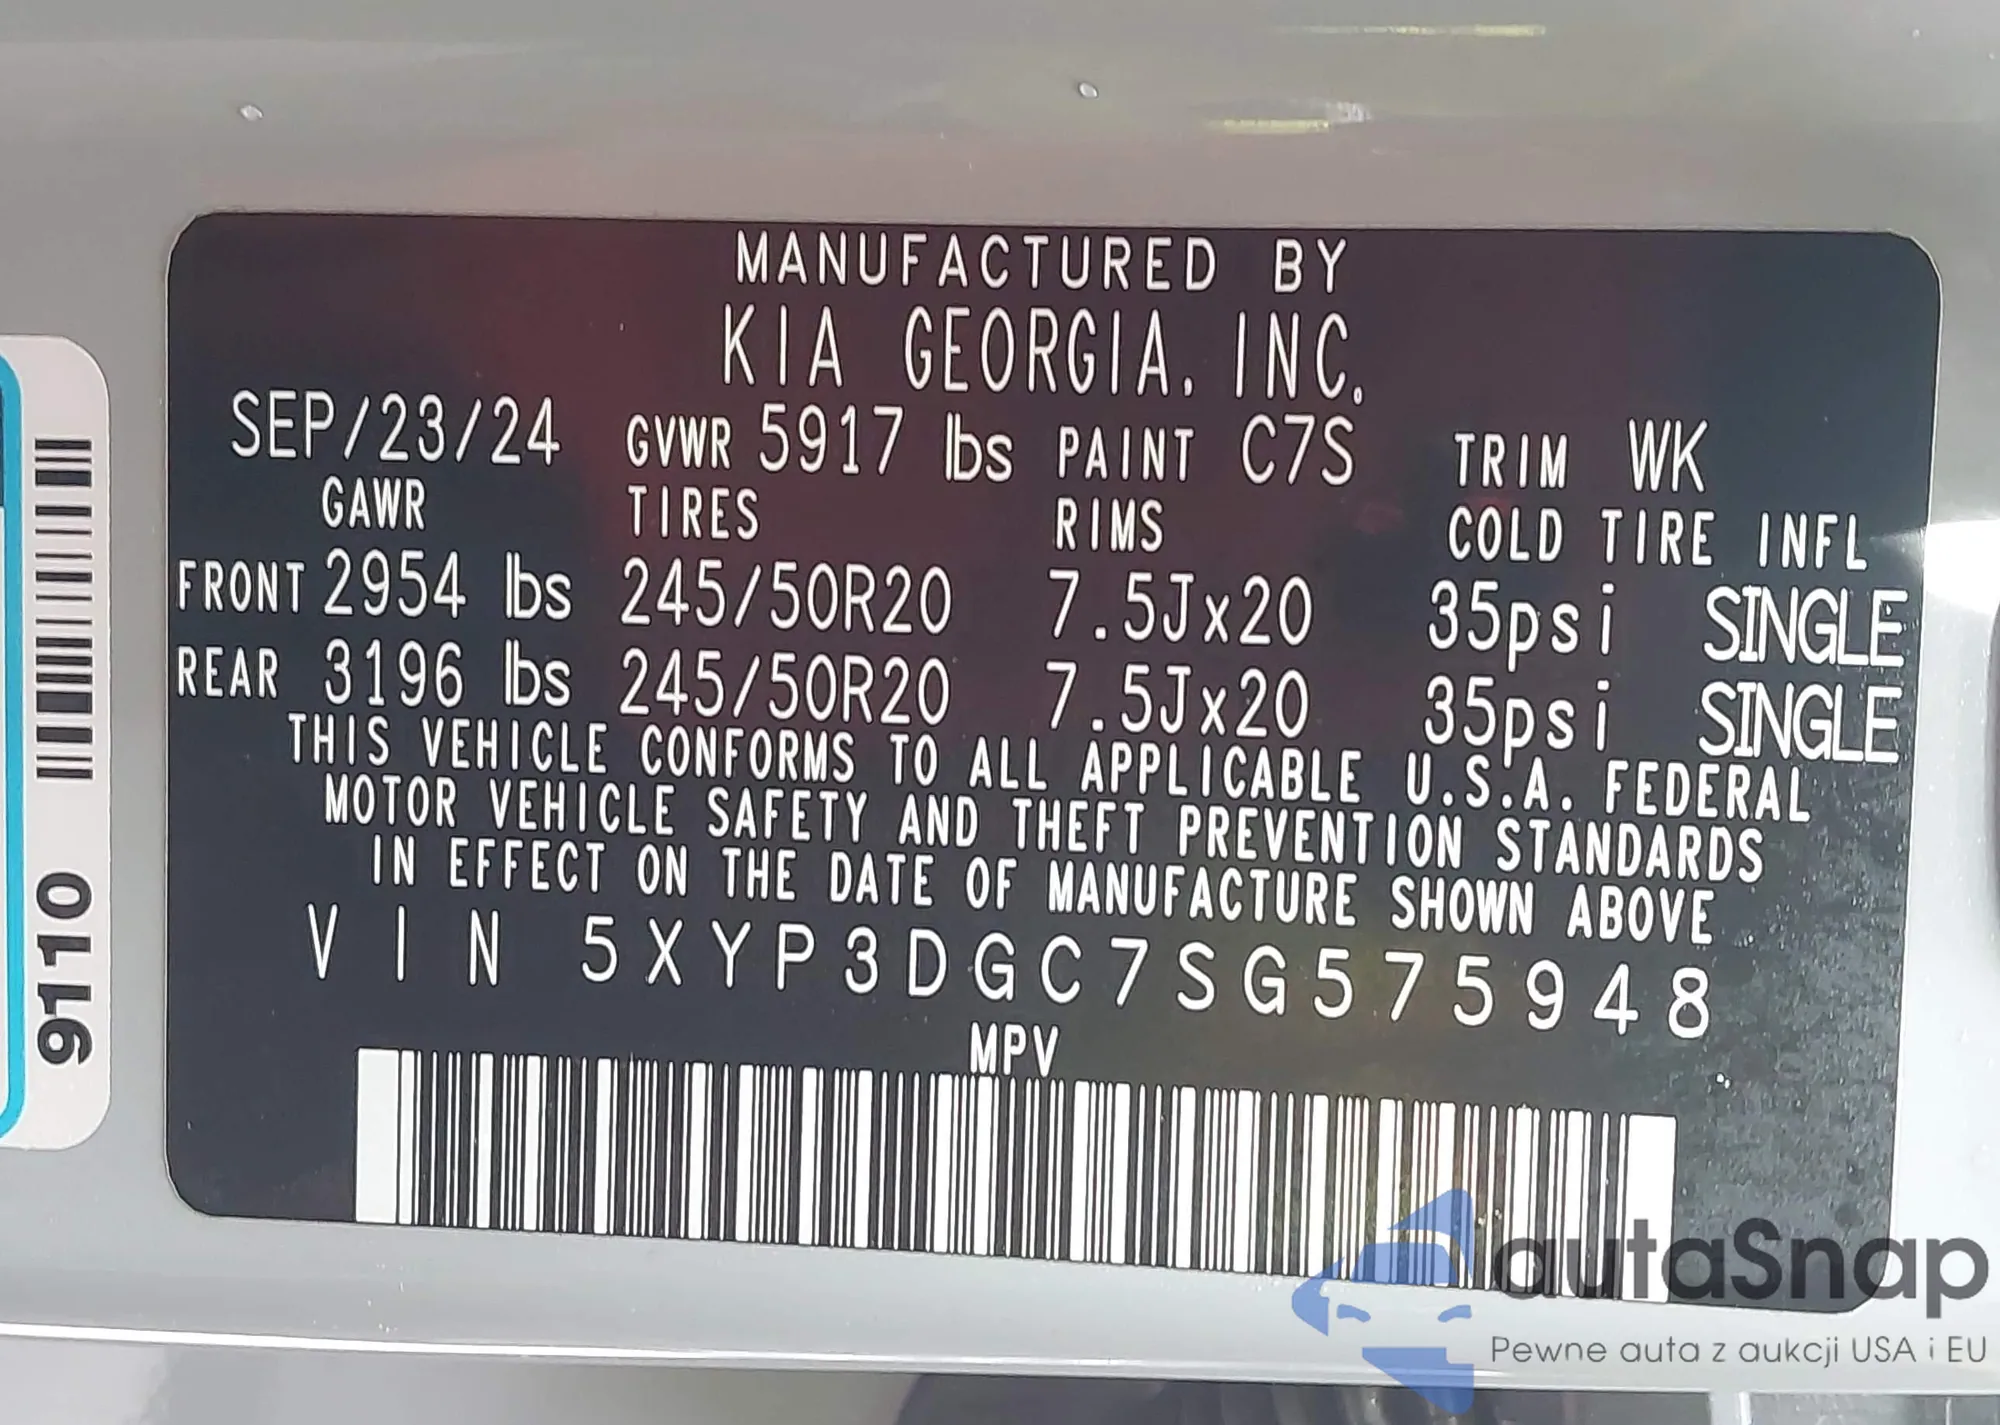 MANUFACTURED BY
KIA GEORGIA, INC.
SEP/23/24 GVWR 5917 lbs PAINT C7S TRIM WK
GAWR TIRES RIMS COLD TIRE INFL
FRONT 2954 lbs 245/50R20 7.5Jx20 35psi SINGLE
REAR 3196 lbs 245/50R20 7.5Jx20 35psi SINGLE
THIS VEHICLE CONFORMS TO ALL APPLICABLE U.S.A. FEDERAL
MOTOR VEHICLE SAFETY AND THEFT PREVENTION STANDARDS
IN EFFECT ON THE DATE OF MANUFACTURE SHOWN ABOVE.
VIN 5XYP3DGC7SG575948
MPV
9110
autaSnap
Pewne auta z aukcji USA i EU